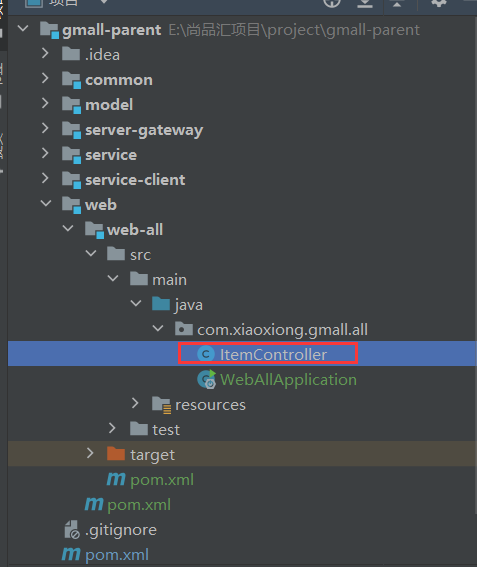 项目
gmall-parent E:\尚品汇项目\project\gmall-parent
.idea
common
model
server-gateway
service
service-client
web
web-all
src
main
java
com.xiaoxiong.gmall.all
ItemController
WebAllApplication
resources
test
target
pom.xml
pom.xml
.gitignore
pom.xml